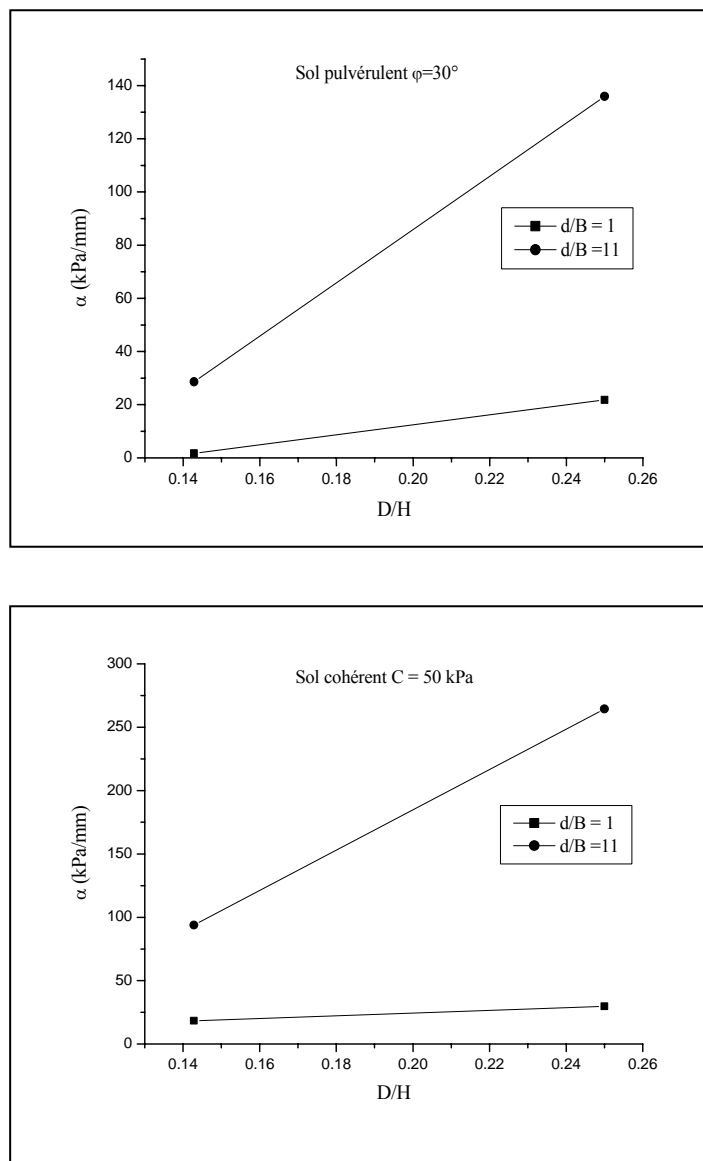 Sol pulvérulent φ=30°
α (kPa/mm)
140
120
100
80
60
40
20
0
d/B = 1
d/B =11
0.14 0.16 0.18 0.20 0.22 0.24 0.26
D/H
Sol cohérent C = 50 kPa
α (kPa/mm)
300
250
200
150
100
50
0
d/B = 1
d/B =11
0.14 0.16 0.18 0.20 0.22 0.24 0.26
D/H